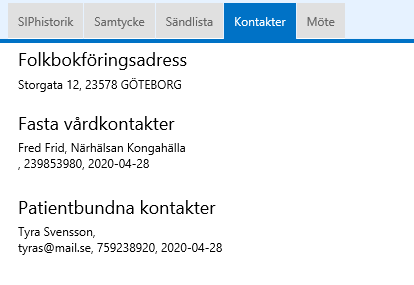 SIPhistorik Samtycke Sändlista Kontakter Möte
Folkbokföringsadress
Storgata 12, 23578 GÖTEBORG
Fasta vårdkontakter
Fred Frid, Närhälsan Kongahälla
, 239853980, 2020-04-28
Patientbundna kontakter
Tyra Svensson,
tyras@mail.se, 759238920, 2020-04-28